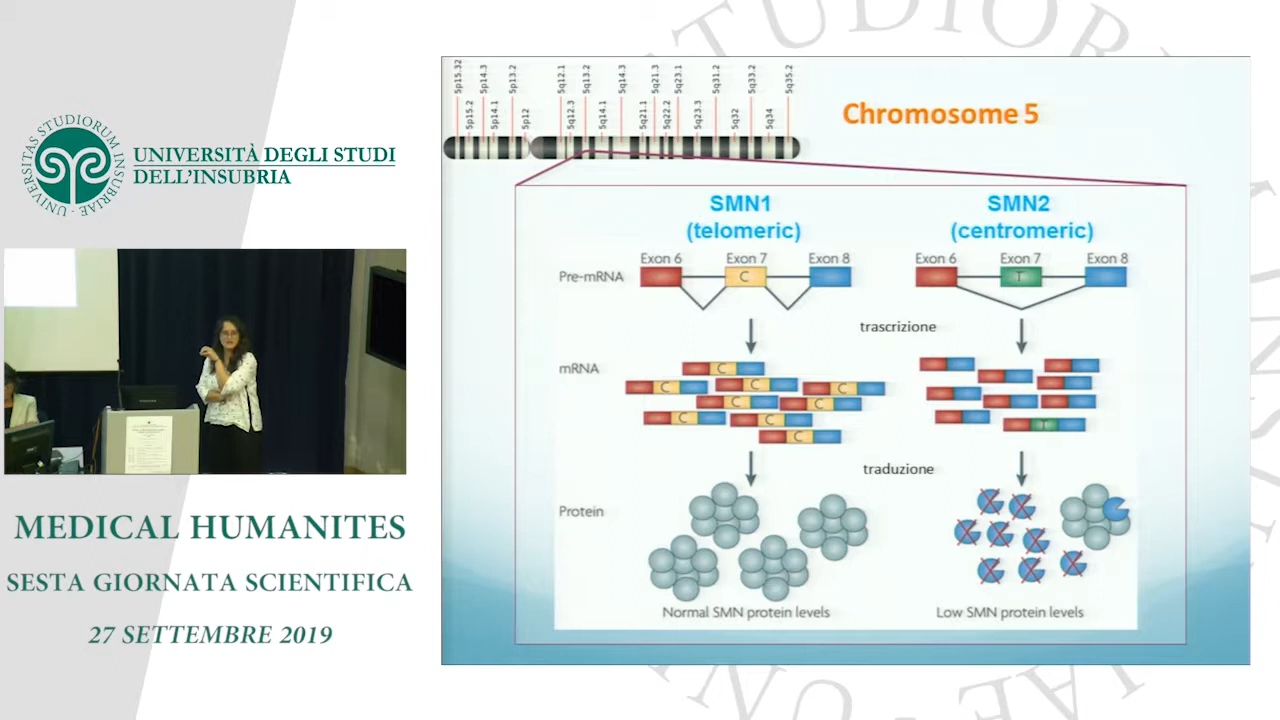 STUDIORUM
UNIVERSITAS STUDIORUM INSUBRIAE
UNIVERSITÀ DEGLI STUDI
DELL'INSUBRIA
MEDICAL HUMANITES
SESTA GIORNATA SCIENTIFICA
27 SETTEMBRE 2019
5p15.32 5p14.3 5p13.2 5q12.1 5q13.2 5q14.3 5q21.3 5q23.1 5q31.2 5q33.2 5q35.2
5p15.2 5p14.1 5p12 5q12.3 5q14.1 5q21.1 5q22.2 5q23.3 5q32 5q34
Chromosome 5
SMN1 SMN2
(telomeric) (centromeric)
Exon 6 Exon 7 Exon 8 Exon 6 Exon 7 Exon 8
Pre-mRNA C T
trascrizione
mRNA
C
C
C
C
C
C
C
C
C
T
traduzione
Protein
Normal SMN protein levels Low SMN protein levels